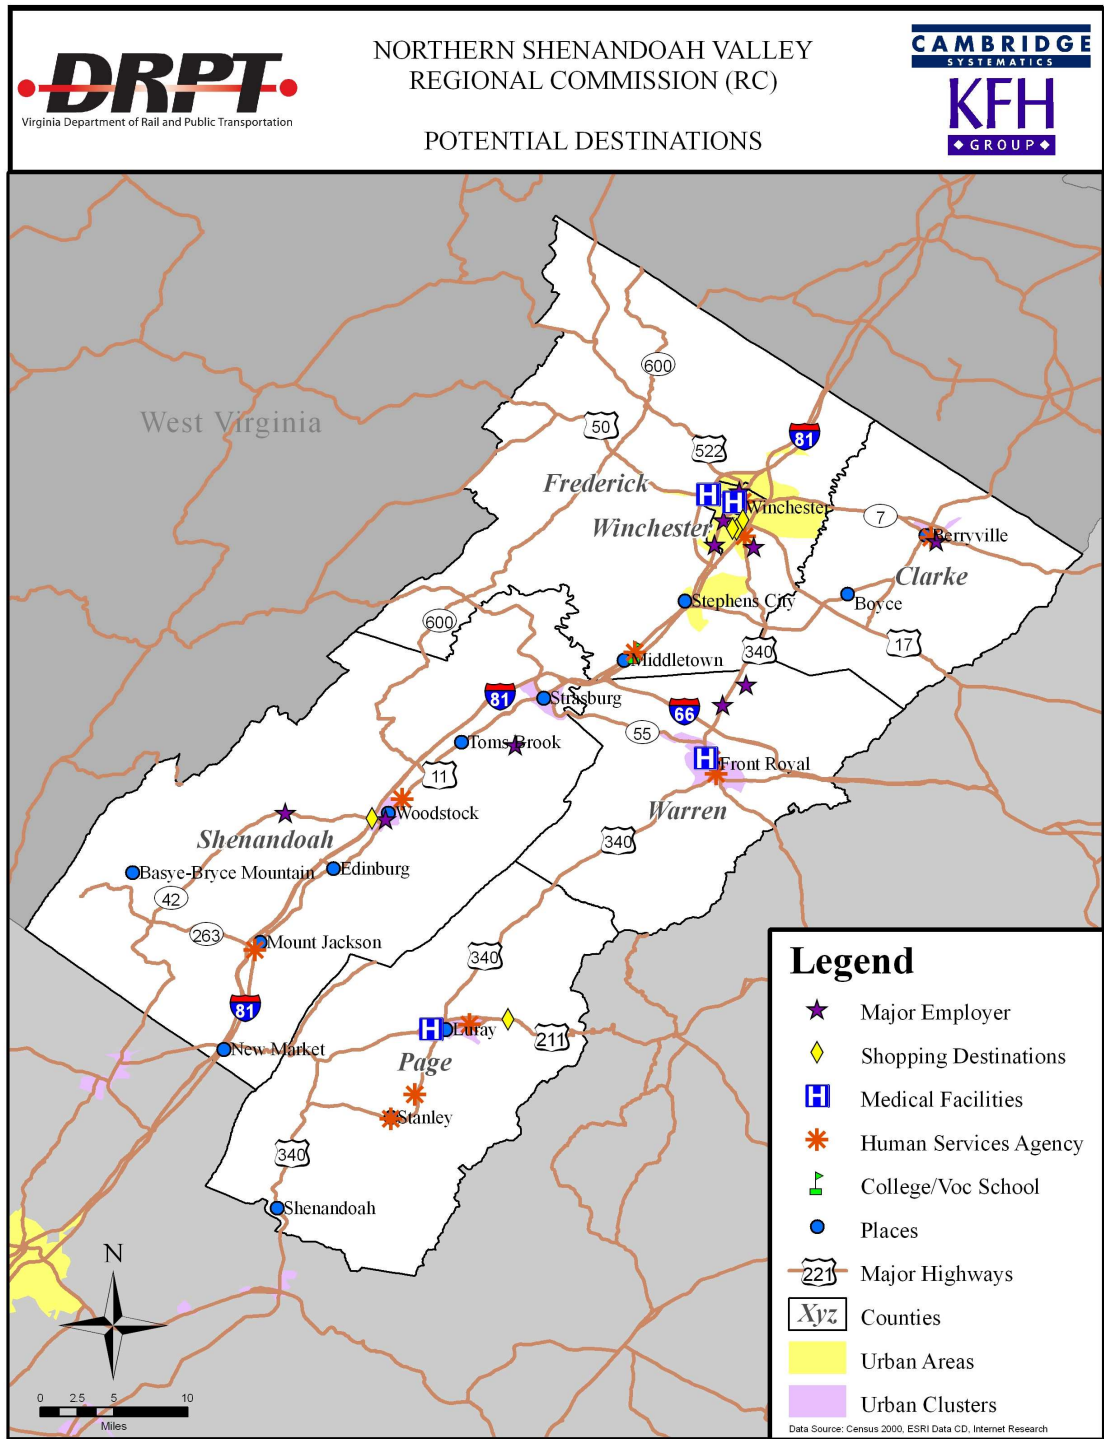 DRPT
Virginia Department of Rail and Public Transportation
NORTHERN SHENANDOAH VALLEY
REGIONAL COMMISSION (RC)
POTENTIAL DESTINATIONS
CAMBRIDGE
SYSTEMATICS
KFH
GROUP
West Virginia
600
50
522
81
Frederick
Winchester
Winchester
7
Berryville
Clarke
Stephens City
Boyce
600
17
340
Middletown
81
Strasburg
66
55
Toms Brook
11
Front Royal
Woodstock
Warren
Shenandoah
340
Basye-Bryce Mountain
Edinburg
42
263
Mount Jackson
340
81
Luray
211
New Market
Page
Stanley
340
Shenandoah
Legend
Major Employer
Shopping Destinations
H Medical Facilities
Human Services Agency
College/Voc School
Places
221 Major Highways
Xyz Counties
Urban Areas
Urban Clusters
Data Source: Census 2000, ESRI Data CD, Internet Research
N
0 2.5 5 10
Miles
H
H
H
H